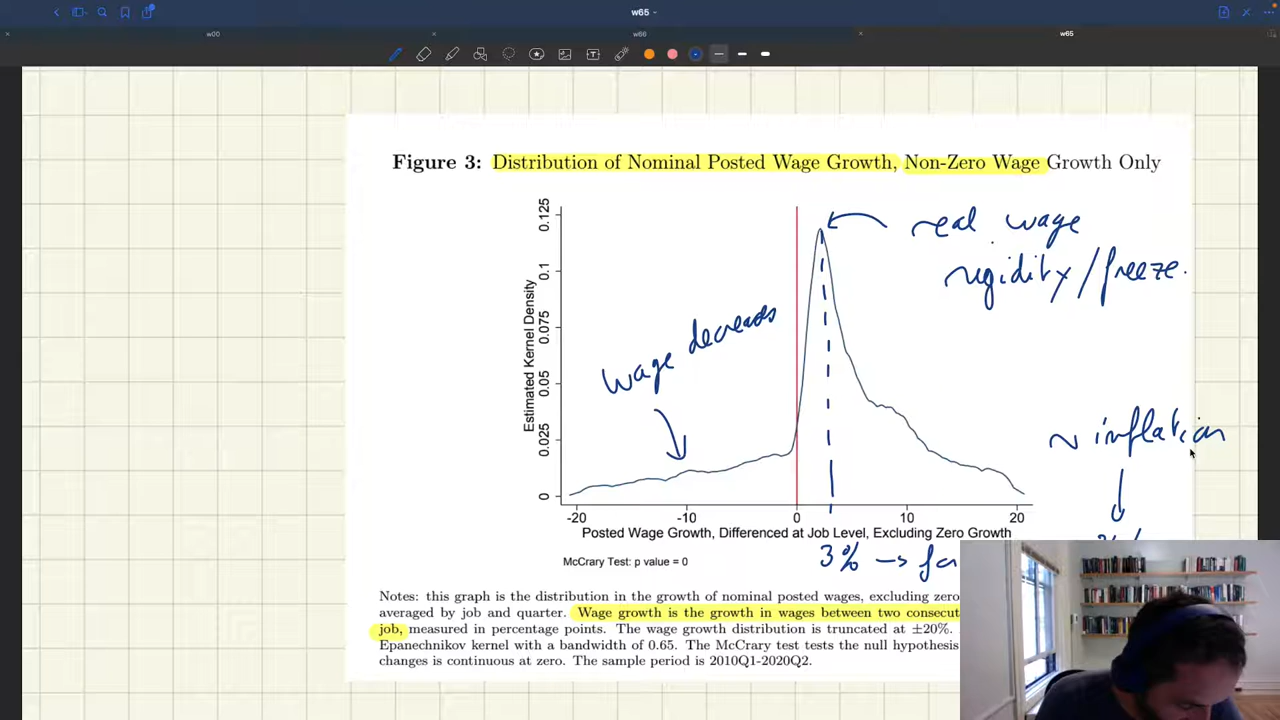 w65
w00
w66
w65
Figure 3: Distribution of Nominal Posted Wage Growth, Non-Zero Wage Growth Only
real wage
rigidity/freeze.
wage decreases
~ inflation
Estimated Kernel Density
0.125
0.1
0.075
0.05
0.025
0
-20 -10 0 10 20
Posted Wage Growth, Differenced at Job Level, Excluding Zero Growth
3% →
McCrary Test: p value = 0
Notes: this graph is the distribution in the growth of nominal posted wages, excluding zero
averaged by job and quarter. Wage growth is the growth in wages between two
job, measured in percentage points. The wage growth distribution is truncated at ±20%.
Epanechnikov kernel with a bandwidth of 0.65. The McCrary test tests the null hypothesis
changes is continuous at zero. The sample period is 2010Q1-2020Q2.